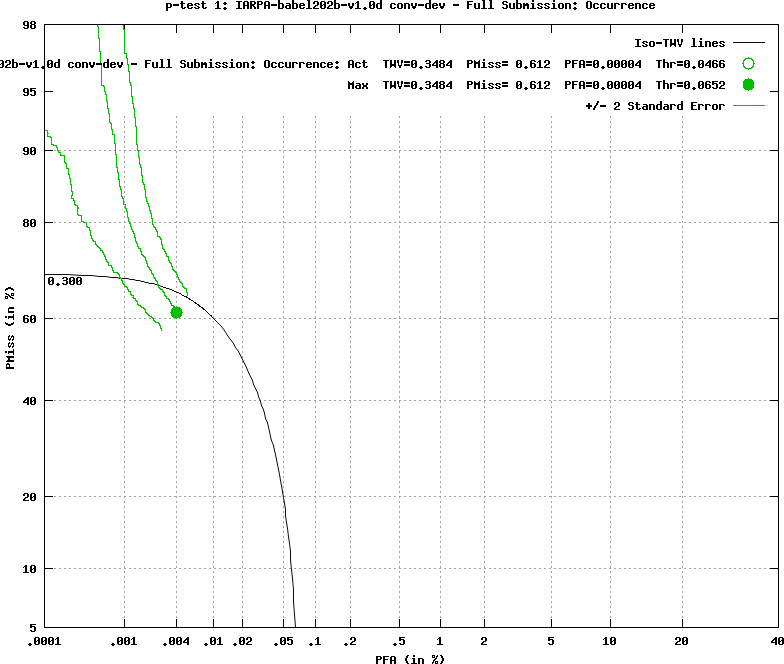 p-test 1: IARPA-babel202b-v1.0d conv-dev - Full Submission: Occurrence
98
Iso-TWV lines
02b-v1.0d conv-dev - Full Submission: Occurrence: Act TWV=0.3484 PMiss= 0.612 PFA=0.00004 Thr=0.0466
Max TWV=0.3484 PMiss= 0.612 PFA=0.00004 Thr=0.0652
95
+/- 2 Standard Error
90
80
0.300
60
PMiss (in %)
40
20
10
5
.0001 .001 .004 .01 .02 .05 .1 .2 .5 1 2 5 10 20 40
PFA (in %)